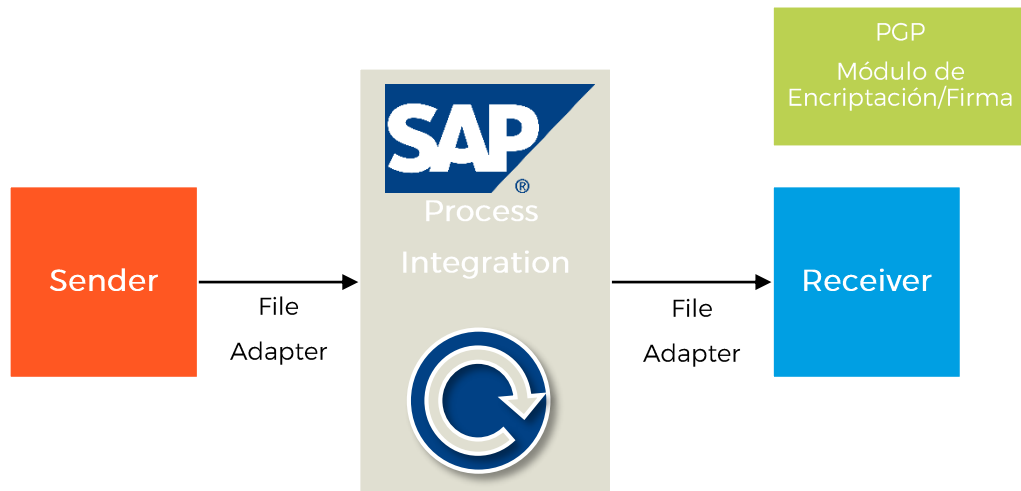 PGP
Módulo de
Encriptación/Firma
SAP
®
Process
Integration
Sender
File
Adapter
File
Adapter
Receiver